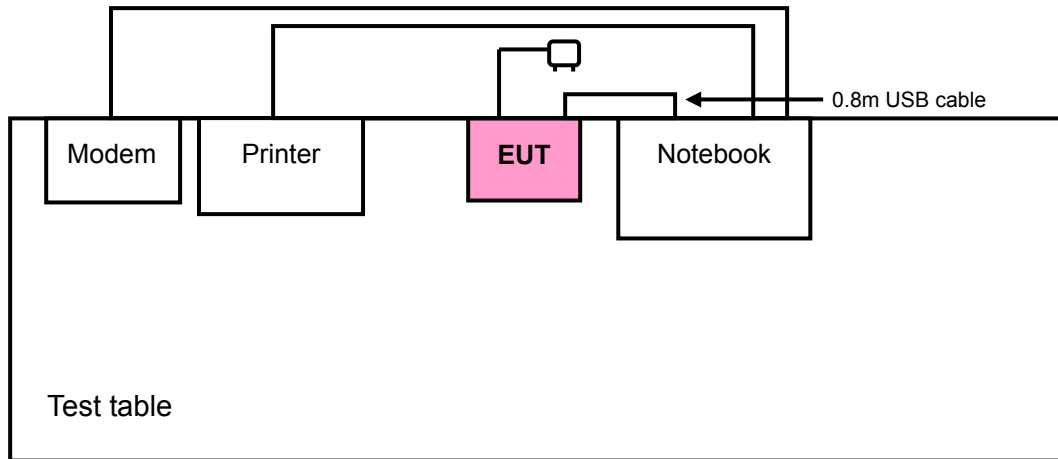 0.8m USB cable
Modem
Printer
EUT
Notebook
Test table